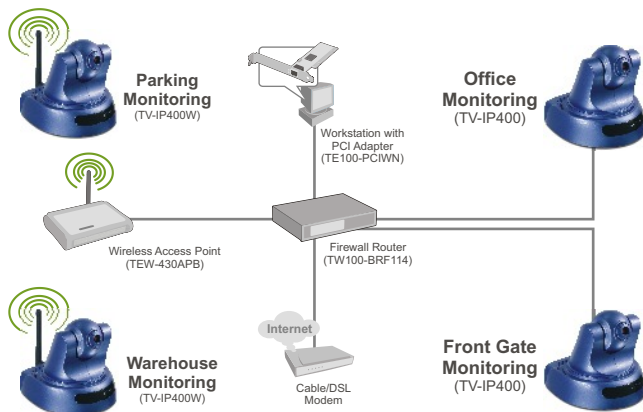 Parking
Monitoring
(TV-IP400W)
Workstation with
PCI Adapter
(TE100-PCIWN)
Office
Monitoring
(TV-IP400)
Wireless Access Point
(TEW-430APB)
Firewall Router
(TW100-BRF114)
Warehouse
Monitoring
(TV-IP400W)
Internet
Cable/DSL
Modem
Front Gate
Monitoring
(TV-IP400)